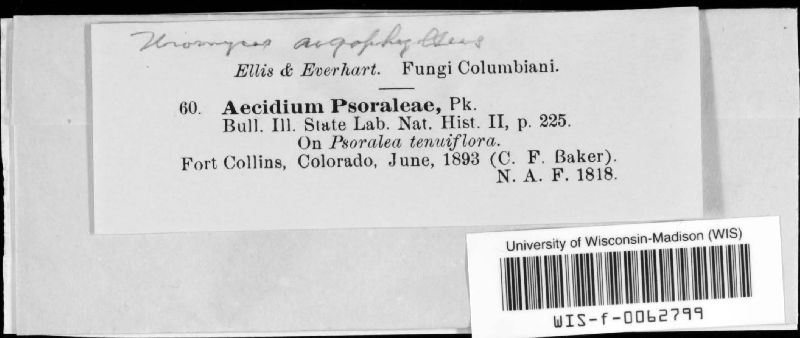 Uromyces argophyllae
Ellis & Everhart. Fungi Columbiani.
60. Aecidium Psoraleae, Pk.
Bull. Ill. State Lab. Nat. Hist. II, p. 225.
On Psoralea tenuiflora.
Fort Collins, Colorado, June, 1893 (C. F. Baker).
N. A. F. 1818.
University of Wisconsin-Madison (WIS)
WIS-f-0062799